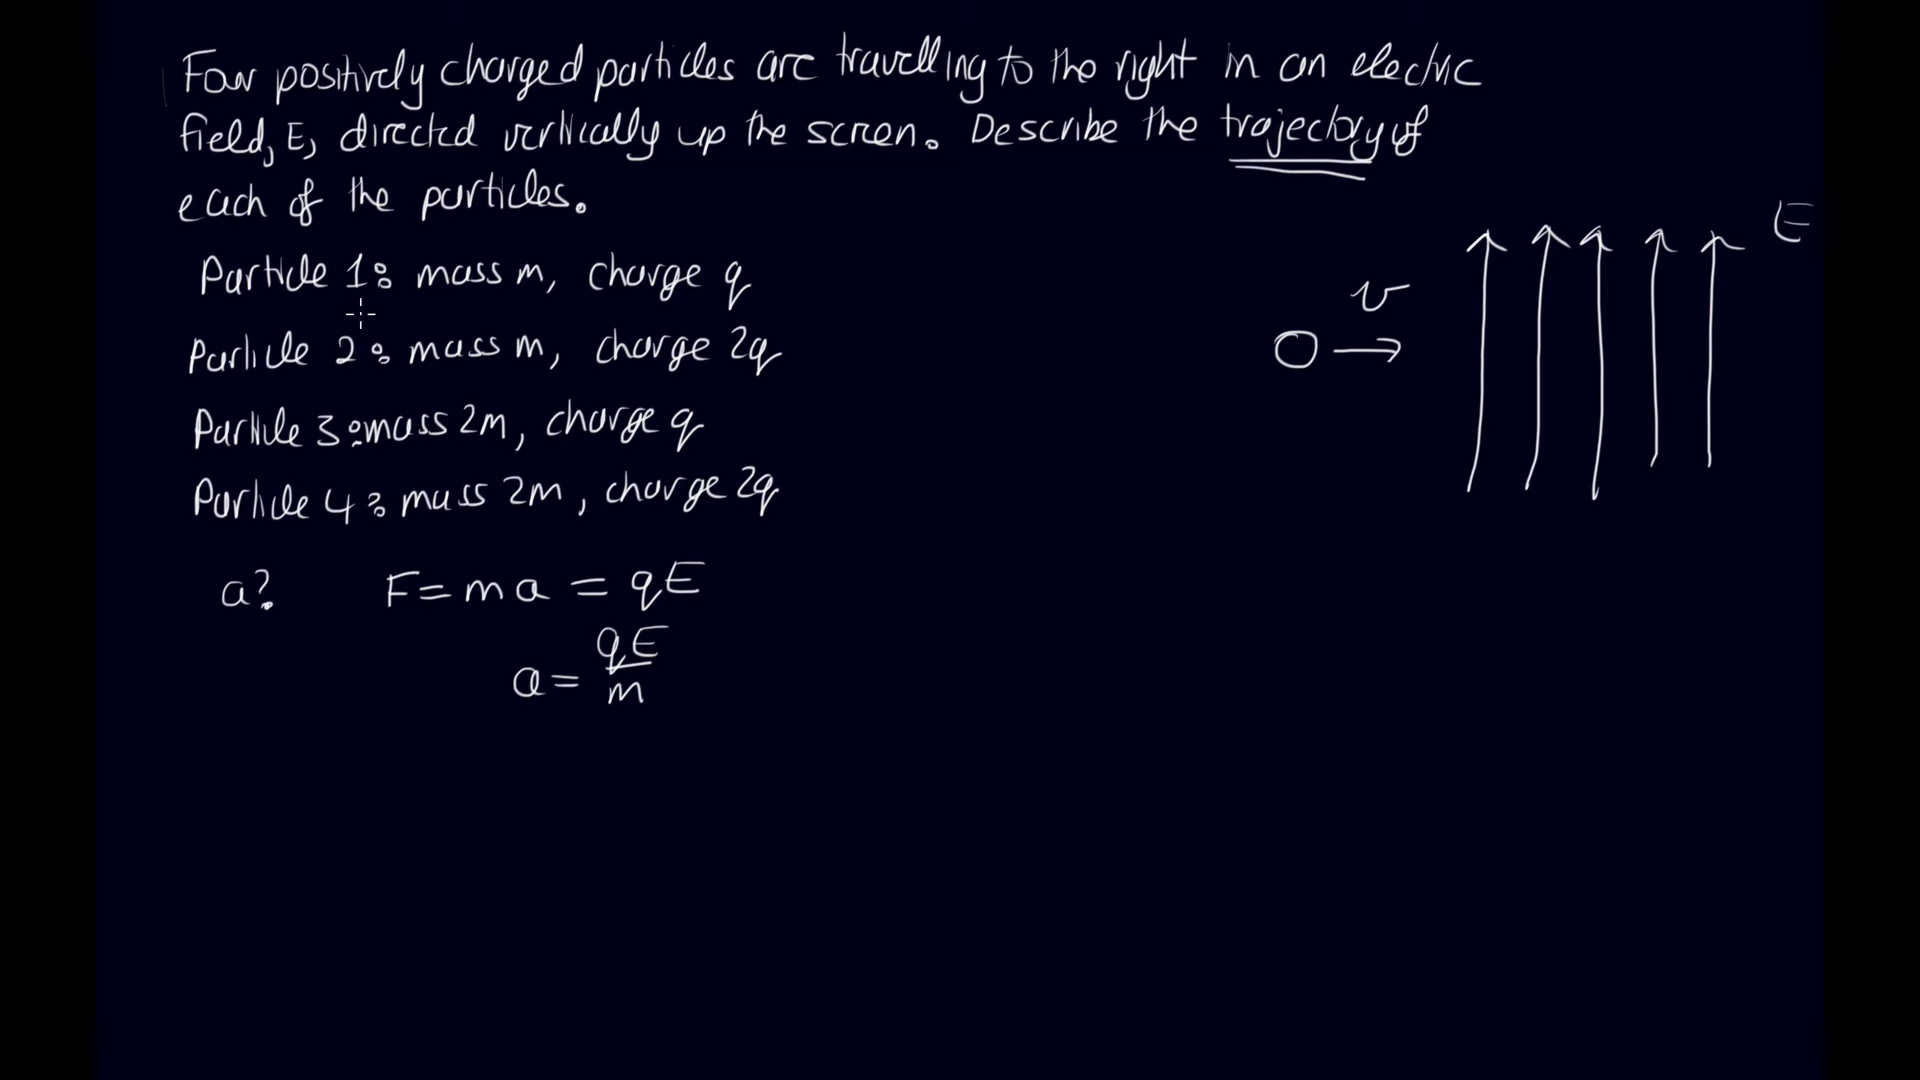 Four positively charged particles are travelling to the right in an electric
field, E, directed vertically up the screen. Describe the trajectory of
each of the particles.
E
Particle 1: mass m, charge q
v
Particle 2: mass m, charge 2q
Particle 3: mass 2m, charge q
Particle 4: mass 2m, charge 2q
a? F = ma = qE
a = qE/m